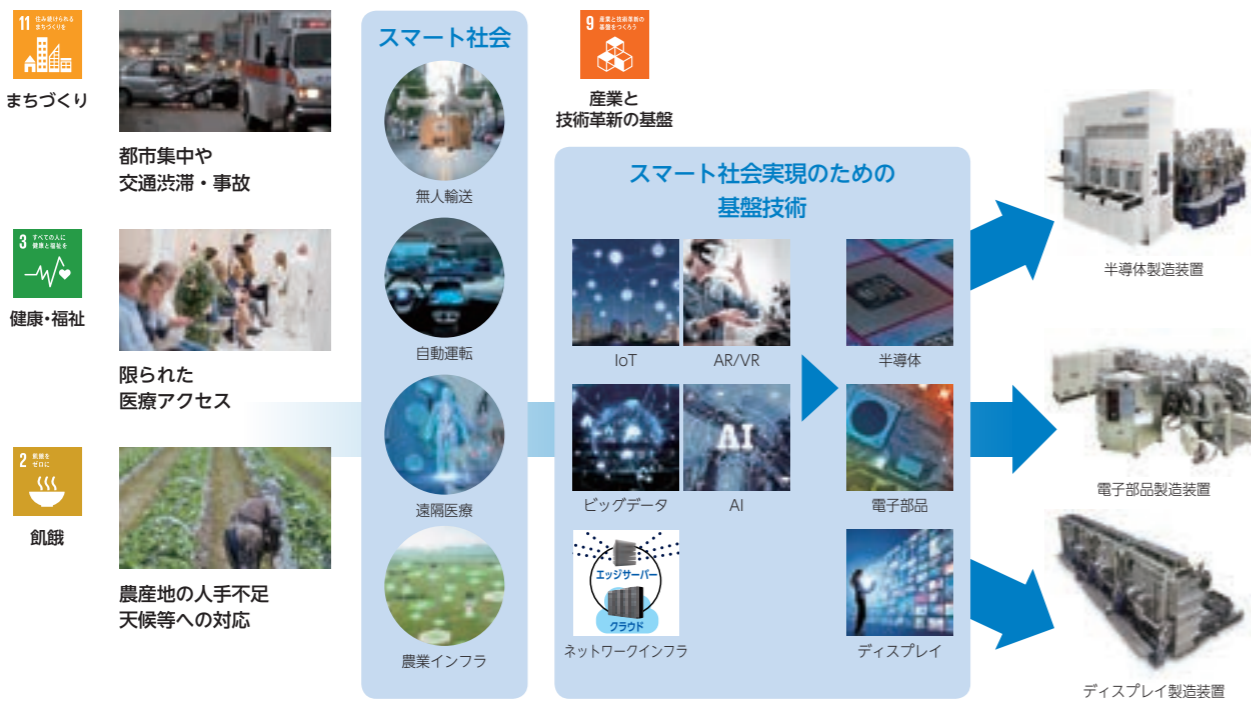 11 住み続けられる
まちづくりを
まちづくり
都市集中や
交通渋滞・事故
3 すべての人に
健康と福祉を
健康・福祉
限られた
医療アクセス
2 飢餓を
ゼロに
飢餓
農産地の人手不足
天候等への対応
スマート社会
無人輸送
自動運転
遠隔医療
農業インフラ
9 産業と技術革新の
基盤をつくろう
産業と
技術革新の基盤
スマート社会実現のための
基盤技術
IoT
AR/VR
ビッグデータ
AI
AI
エッジサーバー
クラウド
ネットワークインフラ
半導体
電子部品
ディスプレイ
半導体製造装置
電子部品製造装置
ディスプレイ製造装置